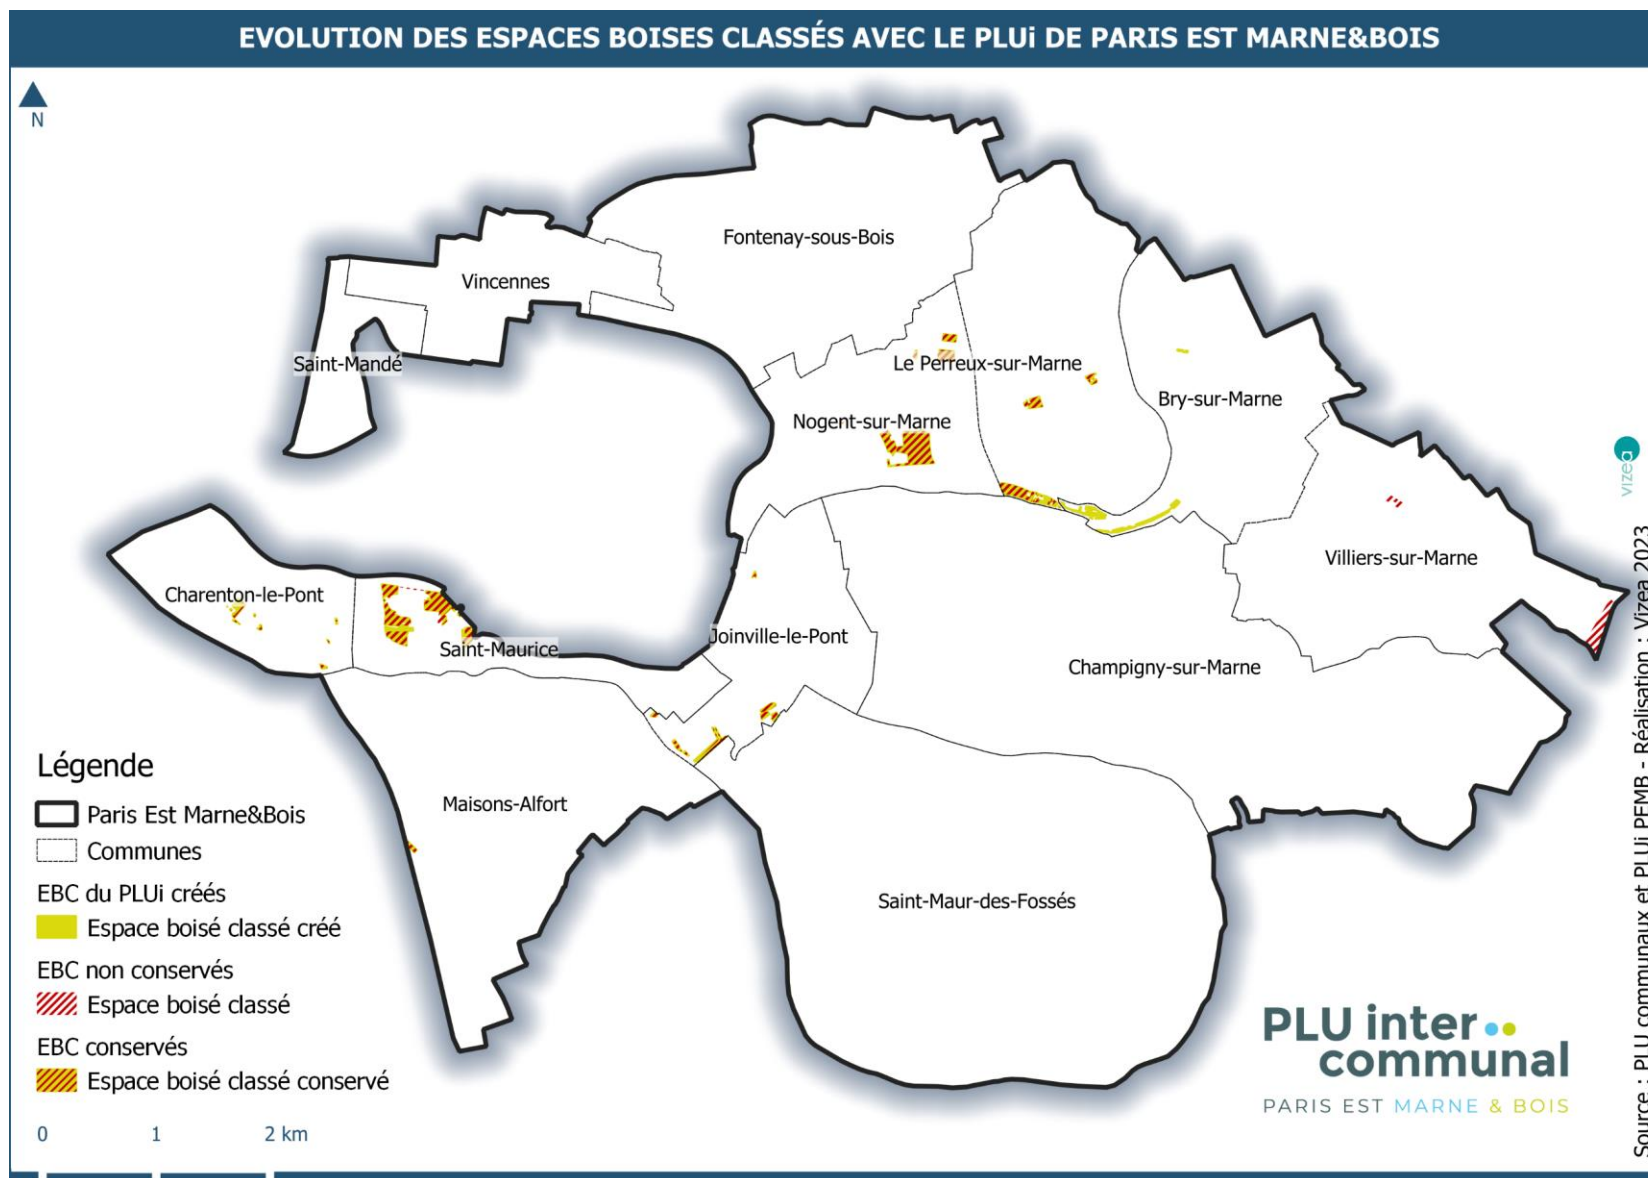 EVOLUTION DES ESPACES BOISES CLASSÉS AVEC LE PLUi DE PARIS EST MARNE&BOIS
N
Fontenay-sous-Bois
Vincennes
Saint-Mandé
Le Perreux-sur-Marne
Bry-sur-Marne
Nogent-sur-Marne
Villiers-sur-Marne
Charenton-le-Pont
Joinville-le-Pont
Saint-Maurice
Champigny-sur-Marne
Maisons-Alfort
Saint-Maur-des-Fossés
Légende
Paris Est Marne&Bois
Communes
EBC du PLUi créés
Espace boisé classé créé
EBC non conservés
Espace boisé classé
EBC conservés
Espace boisé classé conservé
0 1 2 km
PLU inter
communal
PARIS EST MARNE & BOIS
vizea
Source : PLU communaux et PLUi PEMB - Réalisation : Vizea 2023